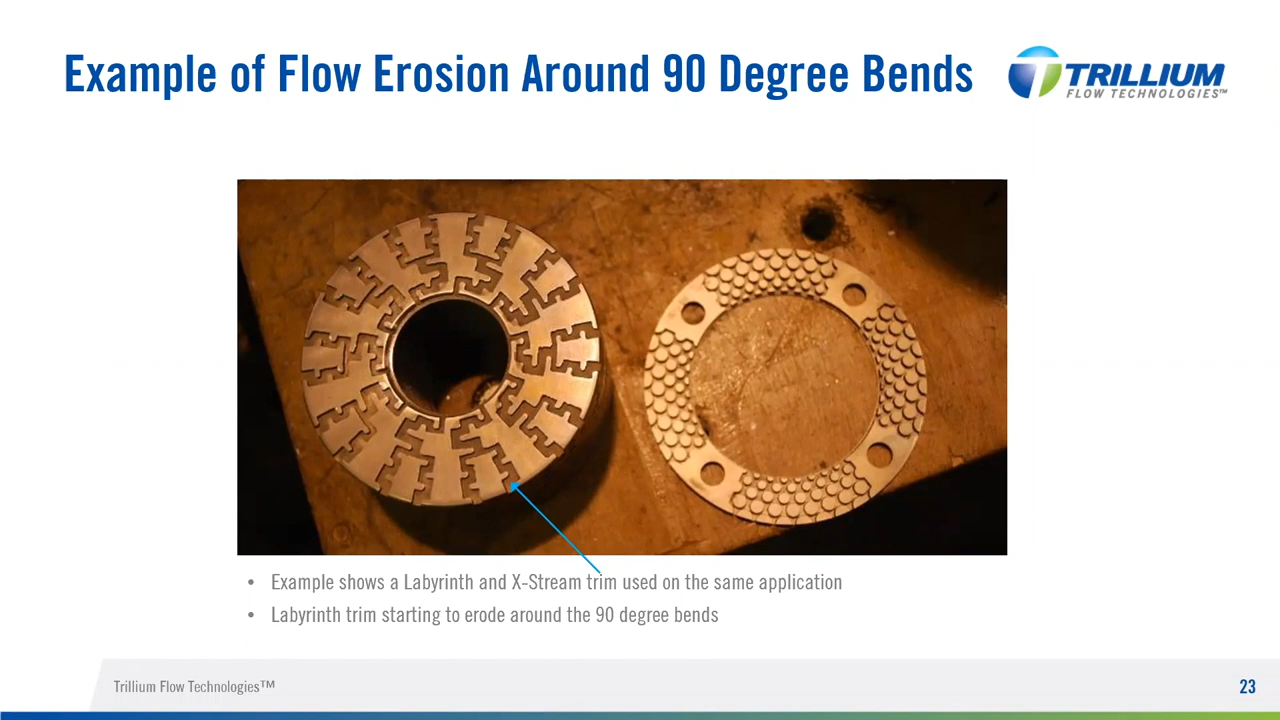 Example of Flow Erosion Around 90 Degree Bends
TRILLIUM
FLOW TECHNOLOGIES™
• Example shows a Labyrinth and X-Stream trim used on the same application
• Labyrinth trim starting to erode around the 90 degree bends
Trillium Flow Technologies™
23